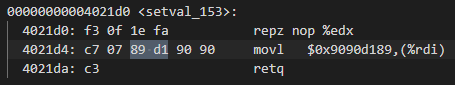 00000000004021d0 <setval_153>:
4021d0: f3 0f 1e fa repz nop %edx
4021d4: c7 07 89 d1 90 90 movl $0x9090d189,(%rdi)
4021da: c3 retq